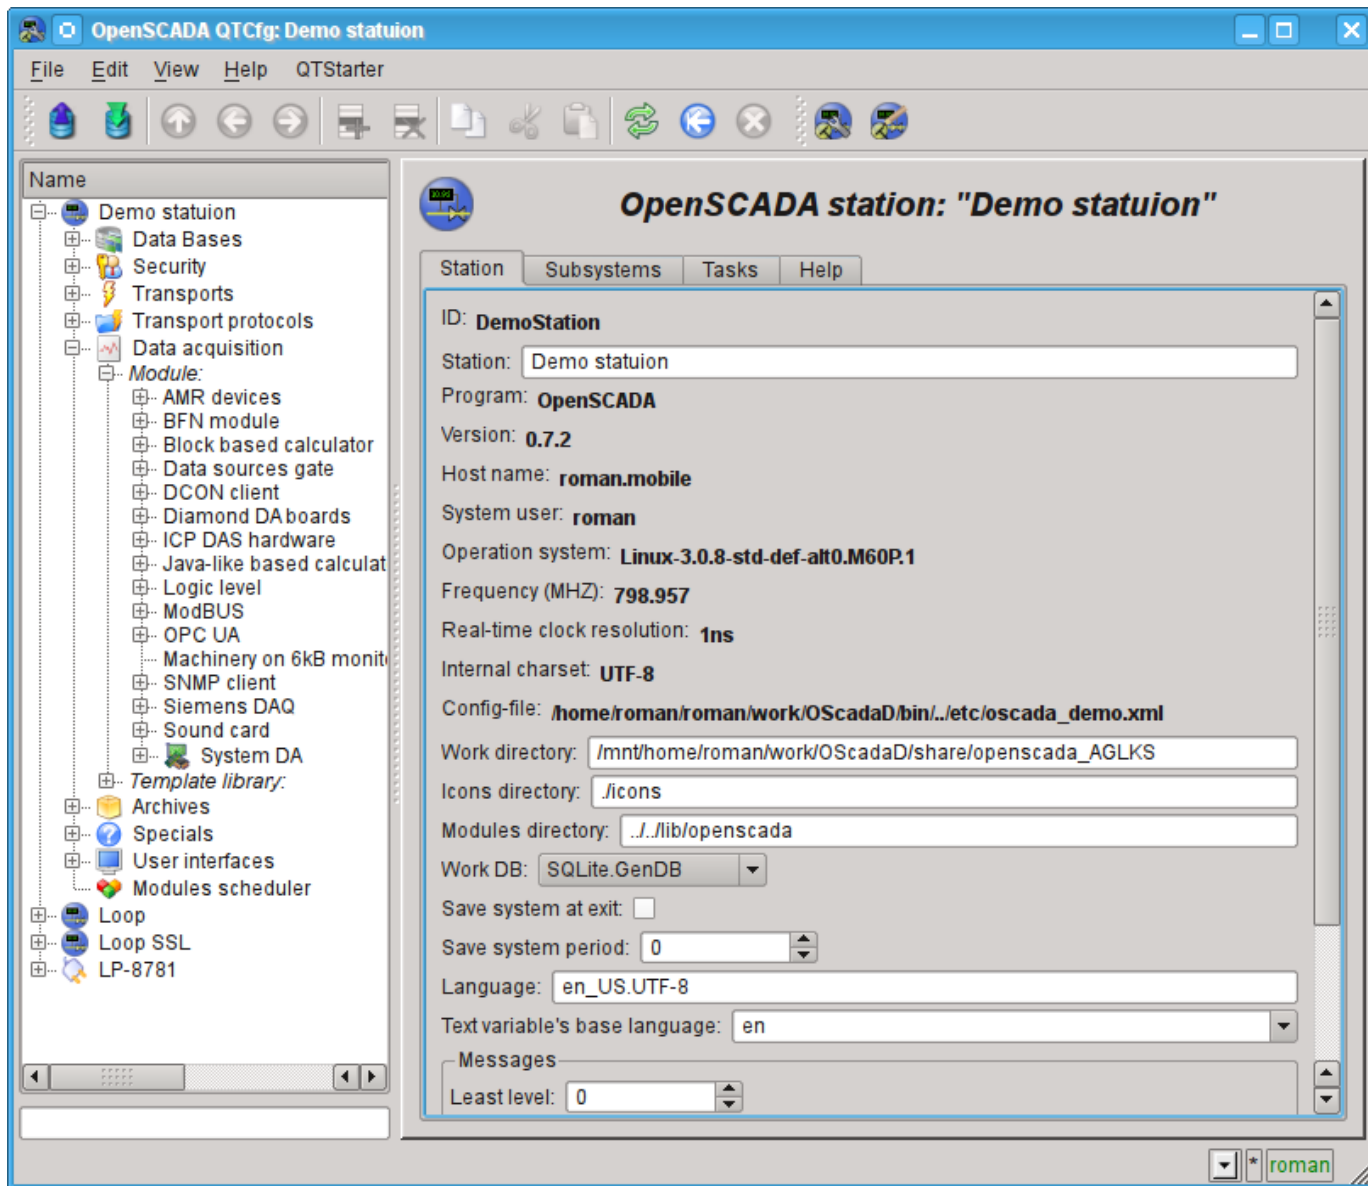 OpenSCADA QTCfg: Demo statuion
File Edit View Help QTStarter
Name
Demo statuion
Data Bases
Security
Transports
Transport protocols
Data acquisition
Module:
AMR devices
BFN module
Block based calculator
Data sources gate
DCON client
Diamond DA boards
ICP DAS hardware
Java-like based calculat
Logic level
ModBUS
OPC UA
Machinery on 6kB monit
SNMP client
Siemens DAQ
Sound card
System DA
Template library:
Archives
Specials
User interfaces
Modules scheduler
Loop
Loop SSL
LP-8781
OpenSCADA station: "Demo statuion"
Station Subsystems Tasks Help
ID: DemoStation
Station: Demo statuion
Program: OpenSCADA
Version: 0.7.2
Host name: roman.mobile
System user: roman
Operation system: Linux-3.0.8-std-def-alt0.M60P.1
Frequency (MHZ): 798.957
Real-time clock resolution: 1ns
Internal charset: UTF-8
Config-file: /home/roman/roman/work/OScadaD/bin/../etc/oscada_demo.xml
Work directory: /mnt/home/roman/work/OScadaD/share/openscada_AGLKS
Icons directory: ./icons
Modules directory: ../../lib/openscada
Work DB: SQLite.GenDB
Save system at exit:
Save system period: 0
Language: en_US.UTF-8
Text variable's base language: en
Messages
Least level: 0
* roman